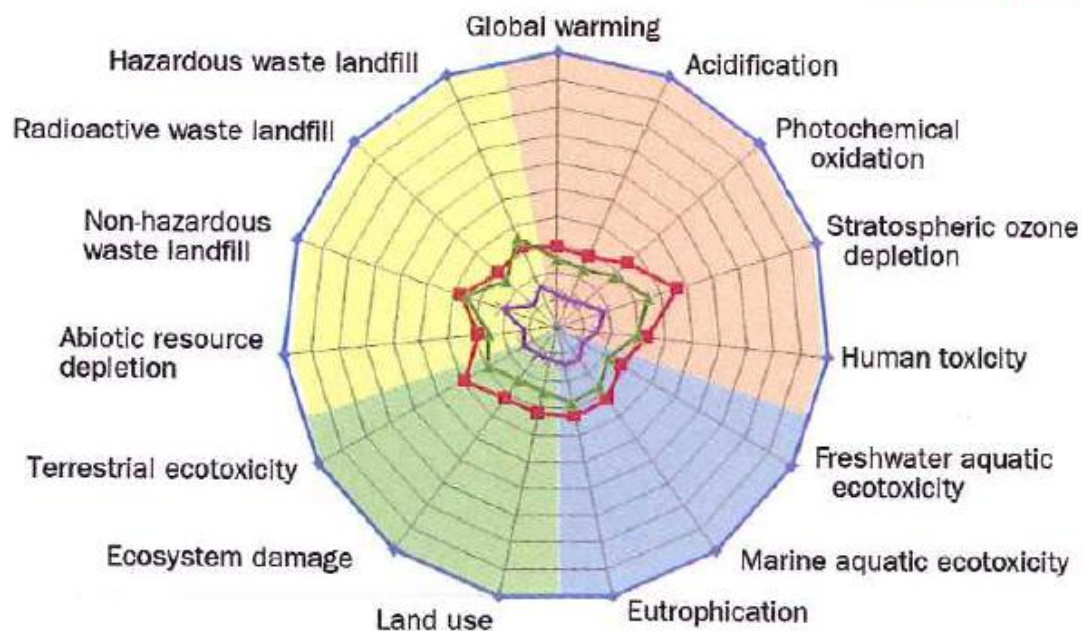 Global warming
Hazardous waste landfill
Acidification
Radioactive waste landfill
Photochemical
oxidation
Non-hazardous
waste landfill
Stratospheric ozone
depletion
Abiotic resource
depletion
Human toxicity
Terrestrial ecotoxicity
Freshwater aquatic
ecotoxicity
Ecosystem damage
Marine aquatic ecotoxicity
Land use
Eutrophication